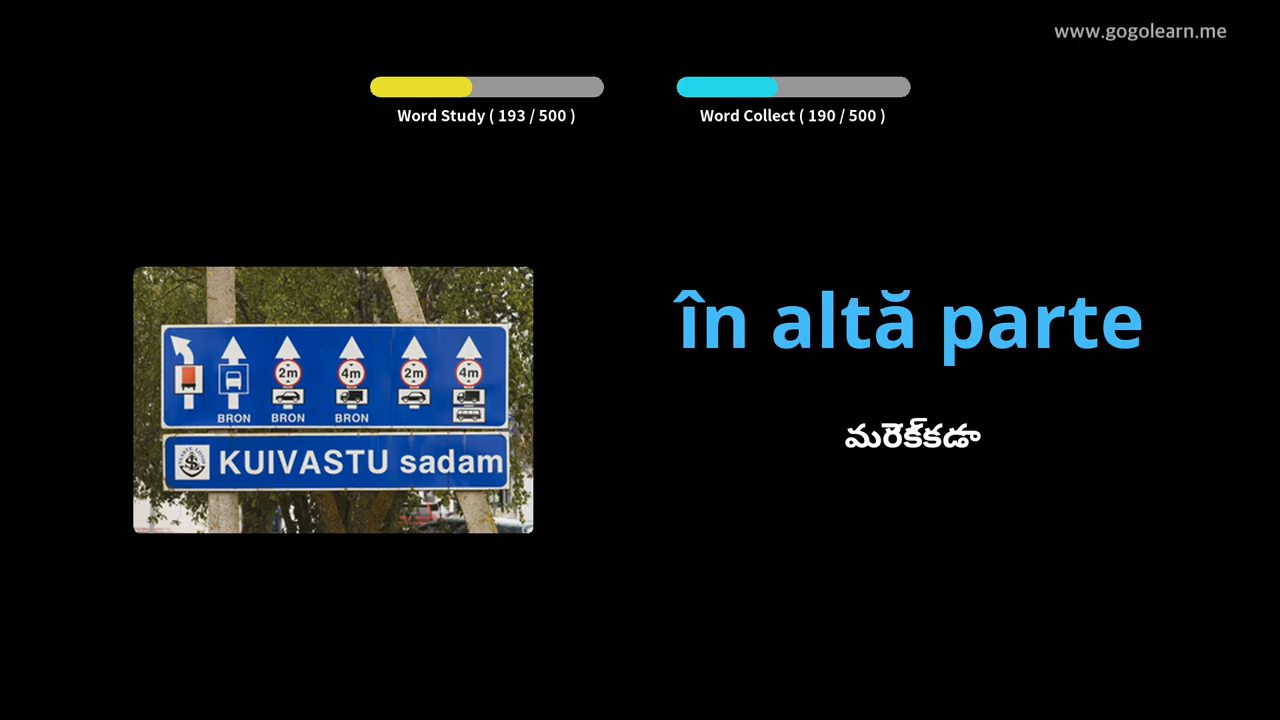 www.gogolearn.me
Word Study ( 193 / 500 )
Word Collect ( 190 / 500 )
în altă parte
మరెక్కడా
2m 4m 2m 4m
BRON BRON BRON
KUIVASTU sadam